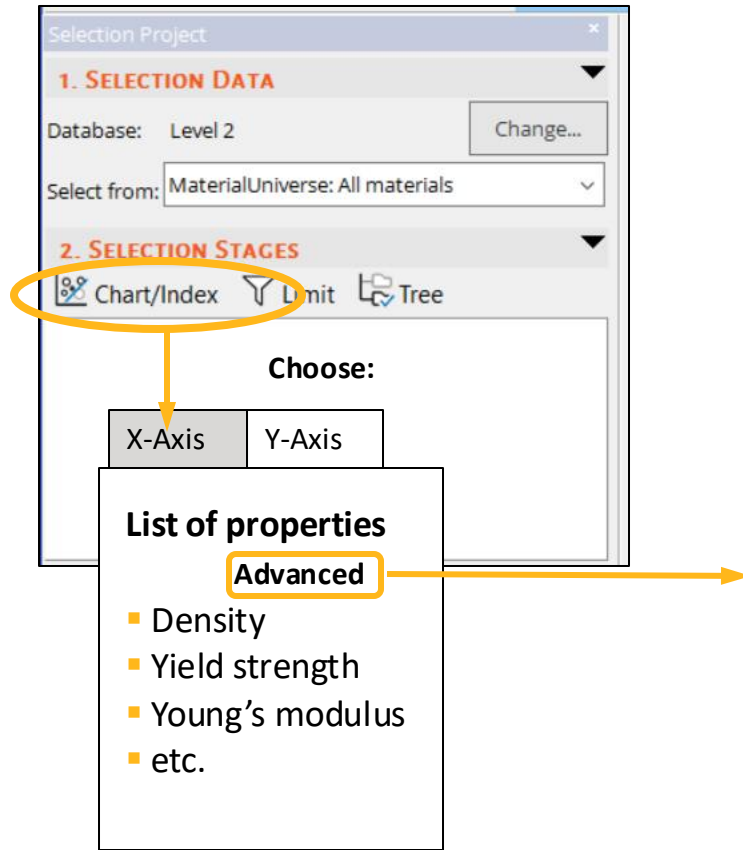 Selection Project
1. SELECTION DATA
Database: Level 2 Change...
Select from: MaterialUniverse: All materials
2. SELECTION STAGES
Chart/Index Limit Tree
Choose:
X-Axis Y-Axis
List of properties
Advanced
▪ Density
▪ Yield strength
▪ Young’s modulus
▪ etc.